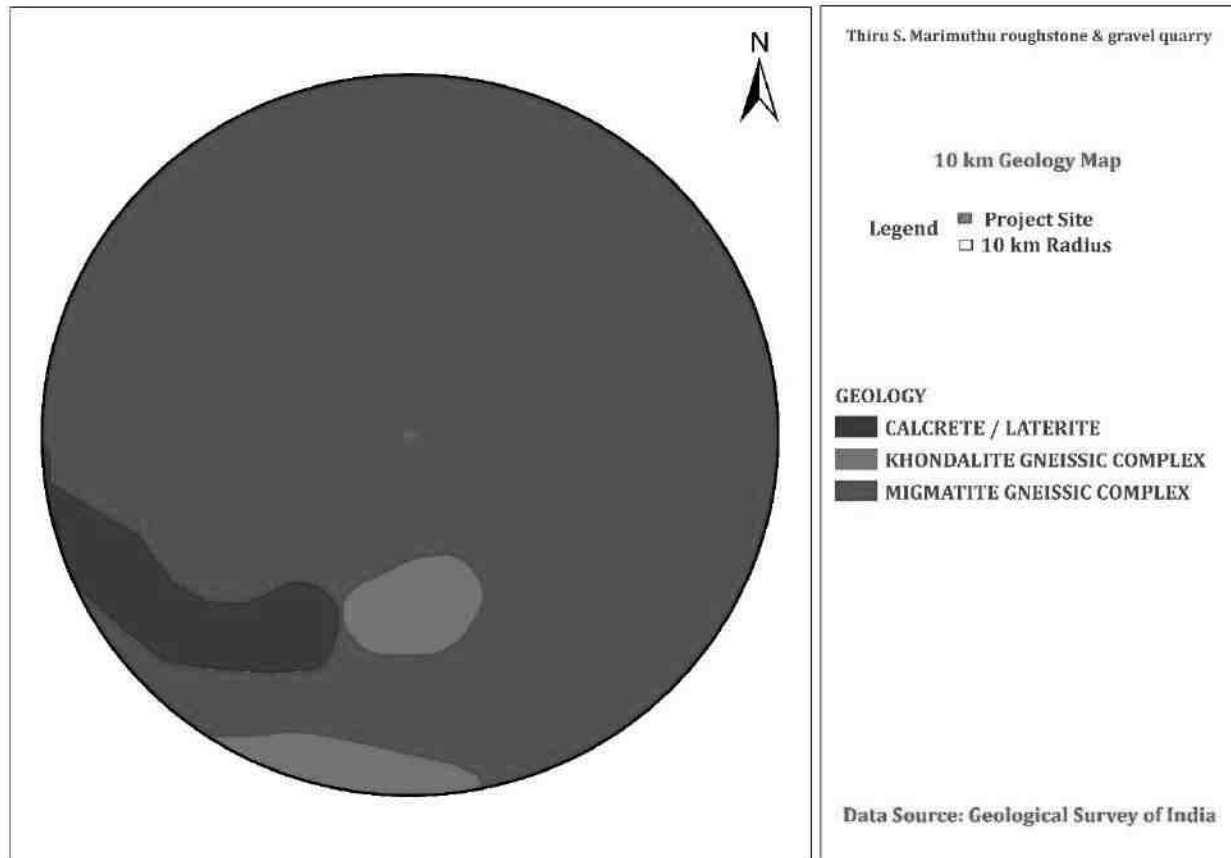 N
Thiru S. Marimuthu roughstone & gravel quarry
10 km Geology Map
Legend
Project Site
10 km Radius
GEOLOGY
CALCRETE / LATERITE
KHONDALITE GNEISSIC COMPLEX
MIGMATITE GNEISSIC COMPLEX
Data Source: Geological Survey of India